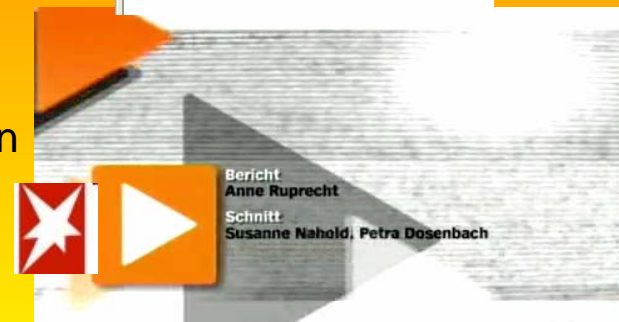 n
Bericht
Anne Ruprecht
Schnitt
Susanne Nahold, Petra Dosenbach